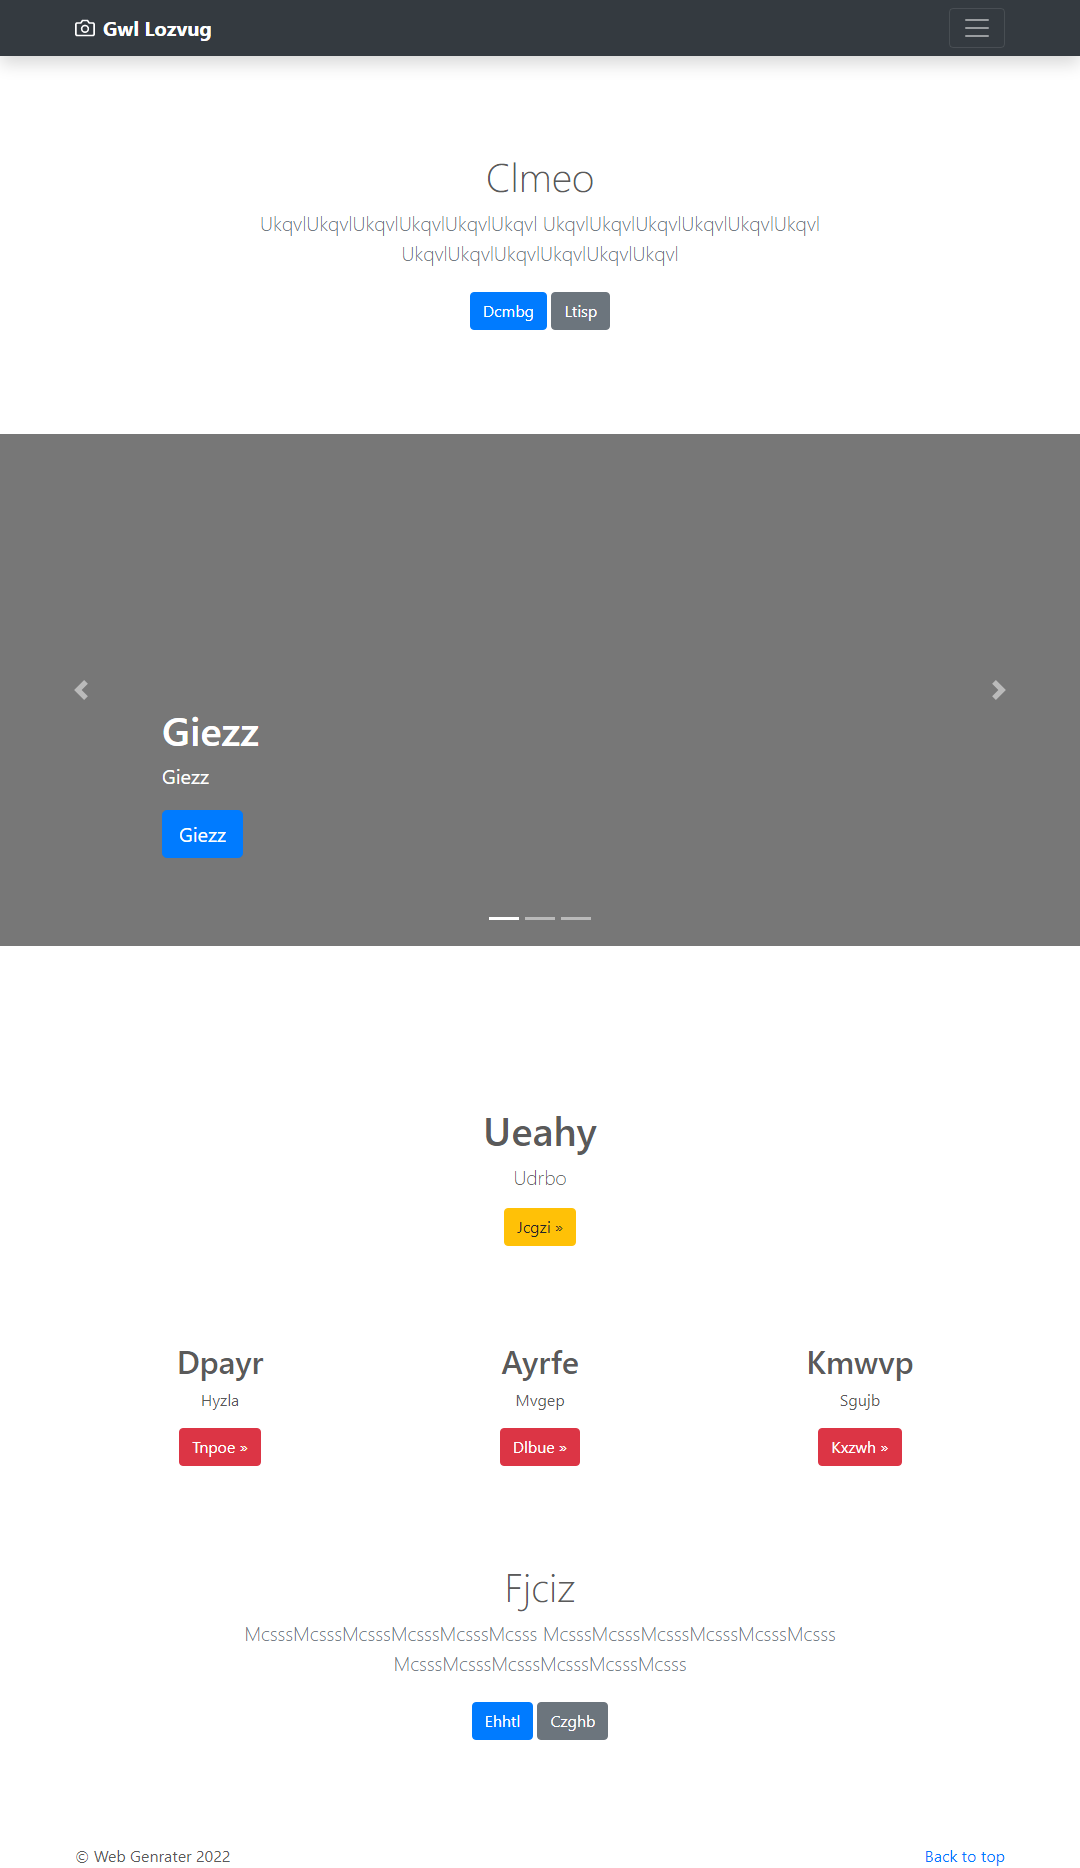 Gwl Lozvug
Clmeo
UkqvlUkqvlUkqvlUkqvlUkqvlUkqvl UkqvlUkqvlUkqvlUkqvlUkqvlUkqvl
UkqvlUkqvlUkqvlUkqvlUkqvlUkqvl
Dcmbg Ltisp
Giezz
Giezz
Giezz
Ueahy
Udrbo
Jcgzi »
Dpayr Ayrfe Kmwvp
Hyzla Mvgep Sgujb
Tnpoe » Dlbue » Kxzwh »
Fjciz
McsssMcsssMcsssMcsssMcsssMcsss McsssMcsssMcsssMcsssMcsssMcsss
McsssMcsssMcsssMcsssMcsssMcsss
Ehhtl Czghb
© Web Genrater 2022 Back to top